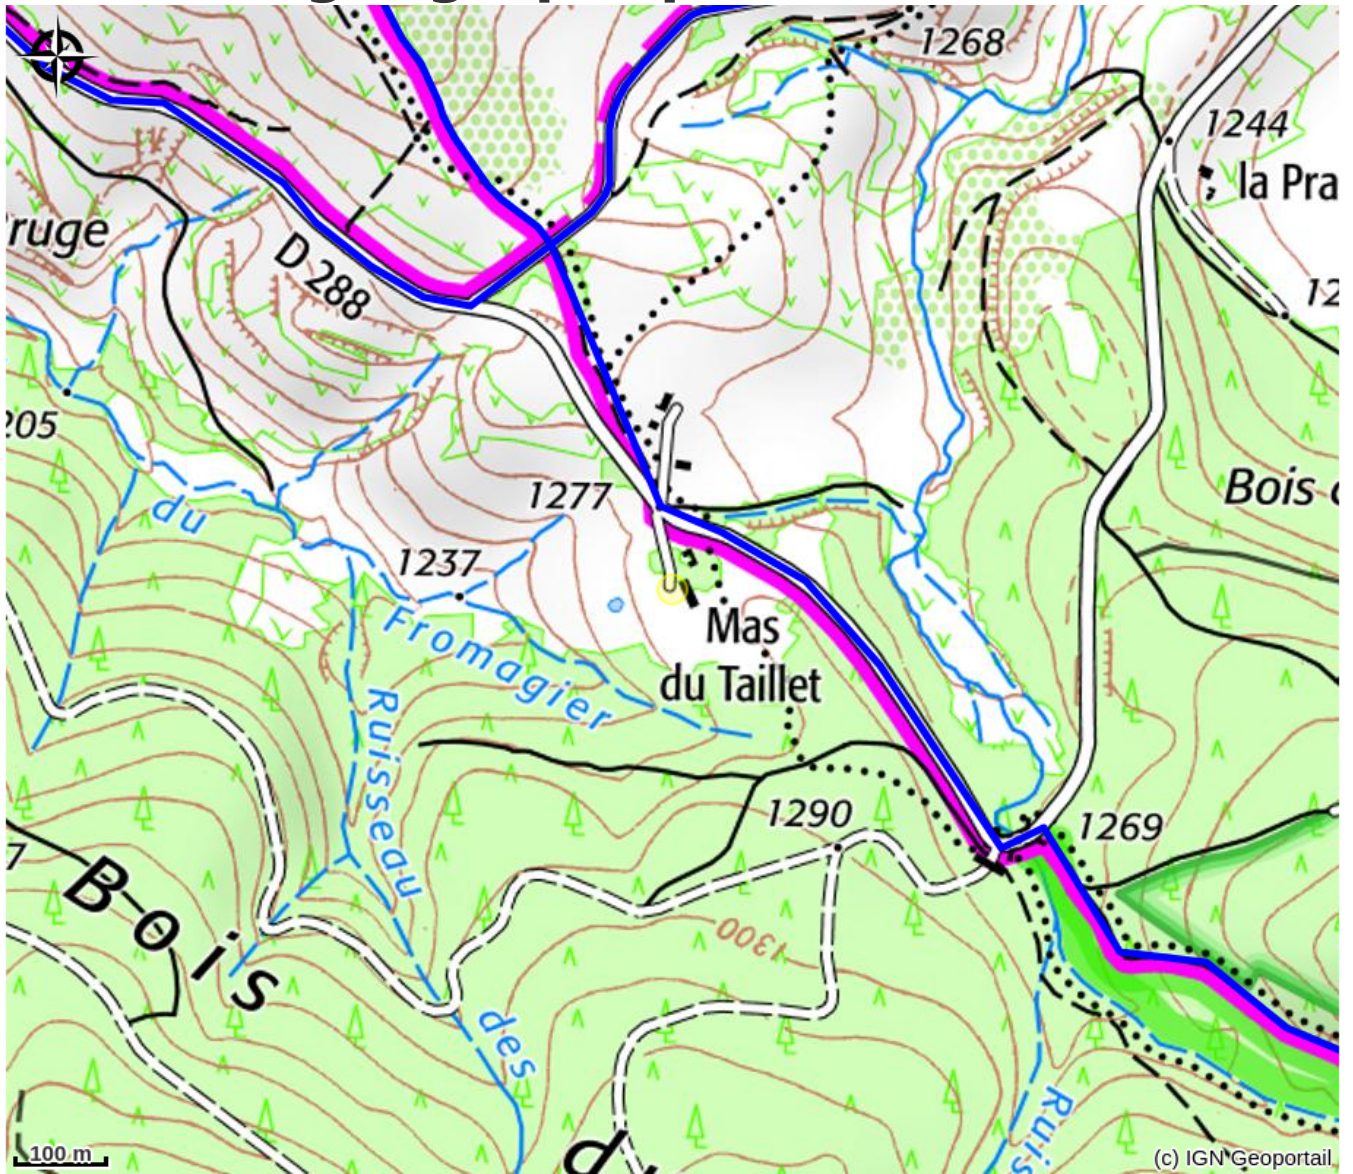 1268
1244
la Pra
ruge
D 288
12
205
Bois
1277
du
1237
Fromagier
Mas
du Taillet
Ruisseau
1290
1269
7
Bois
1300
des
Ruis
d
100 m
(c) IGN Geoportail